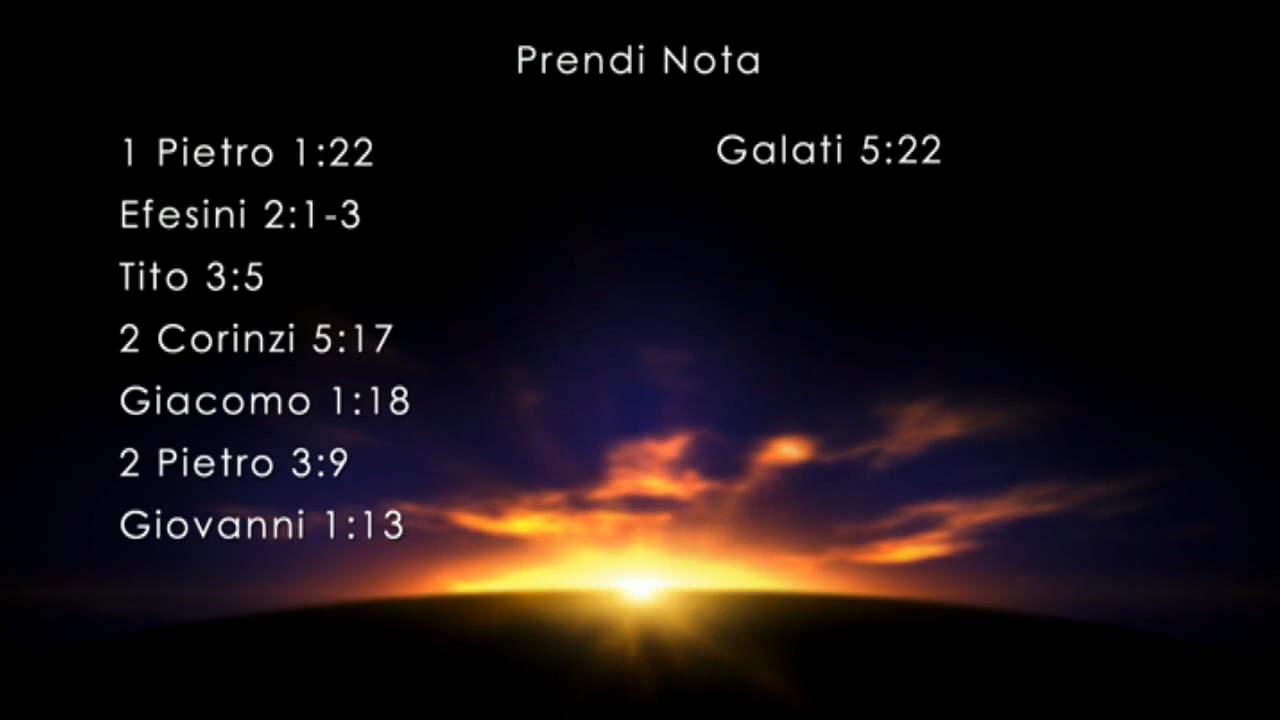 Prendi Nota
1 Pietro 1:22
Efesini 2:1-3
Tito 3:5
2 Corinzi 5:17
Giacomo 1:18
2 Pietro 3:9
Giovanni 1:13
Galati 5:22